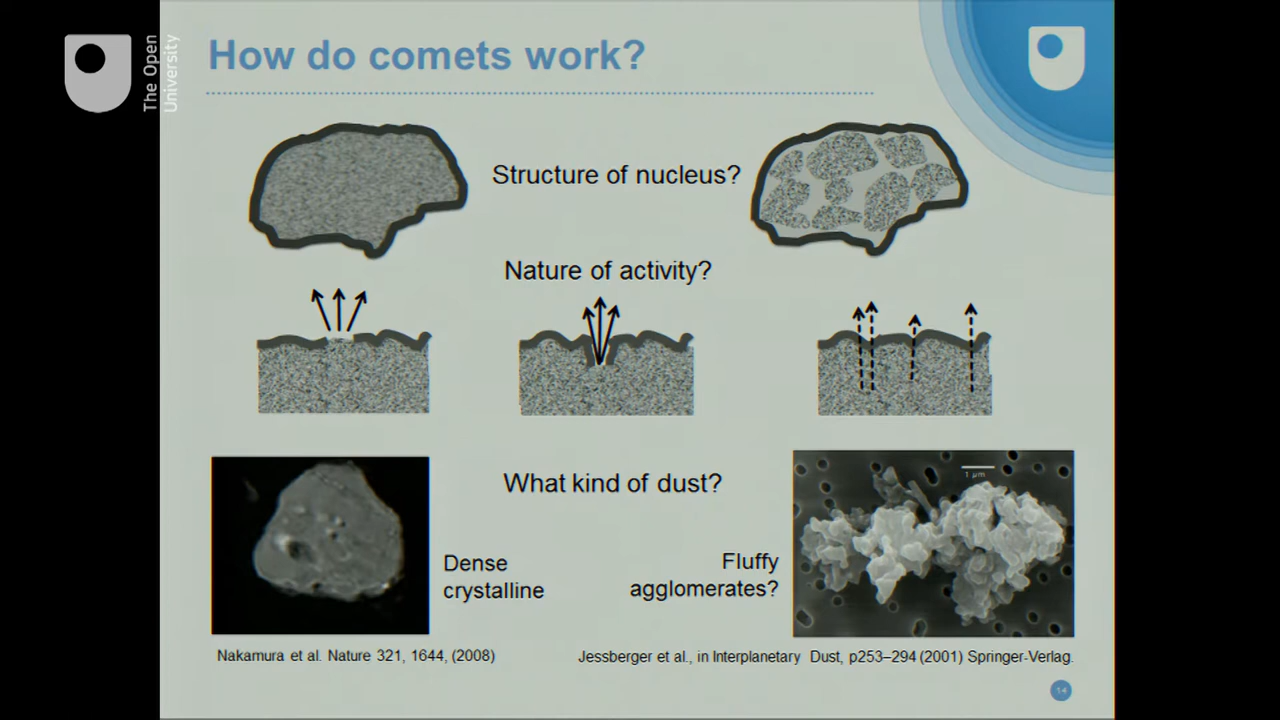 The Open
University
How do comets work?
Structure of nucleus?
Nature of activity?
What kind of dust?
1 µm
Dense
crystalline
Fluffy
agglomerates?
Nakamura et al. Nature 321, 1644, (2008)
Jessberger et al., in Interplanetary Dust, p253–294 (2001) Springer-Verlag.
14